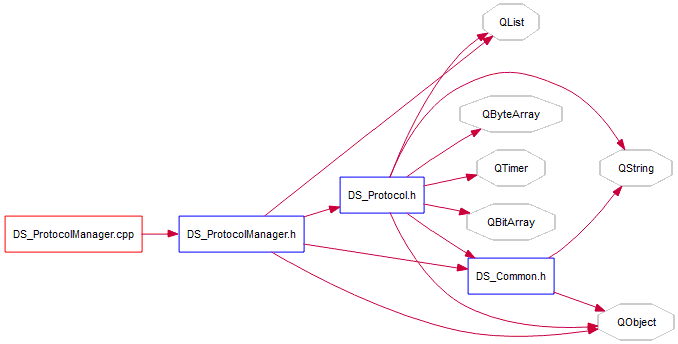 QList
QByteArray
QTimer
QString
DS_Protocol.h
QBitArray
DS_ProtocolManager.cpp
DS_ProtocolManager.h
DS_Common.h
QObject